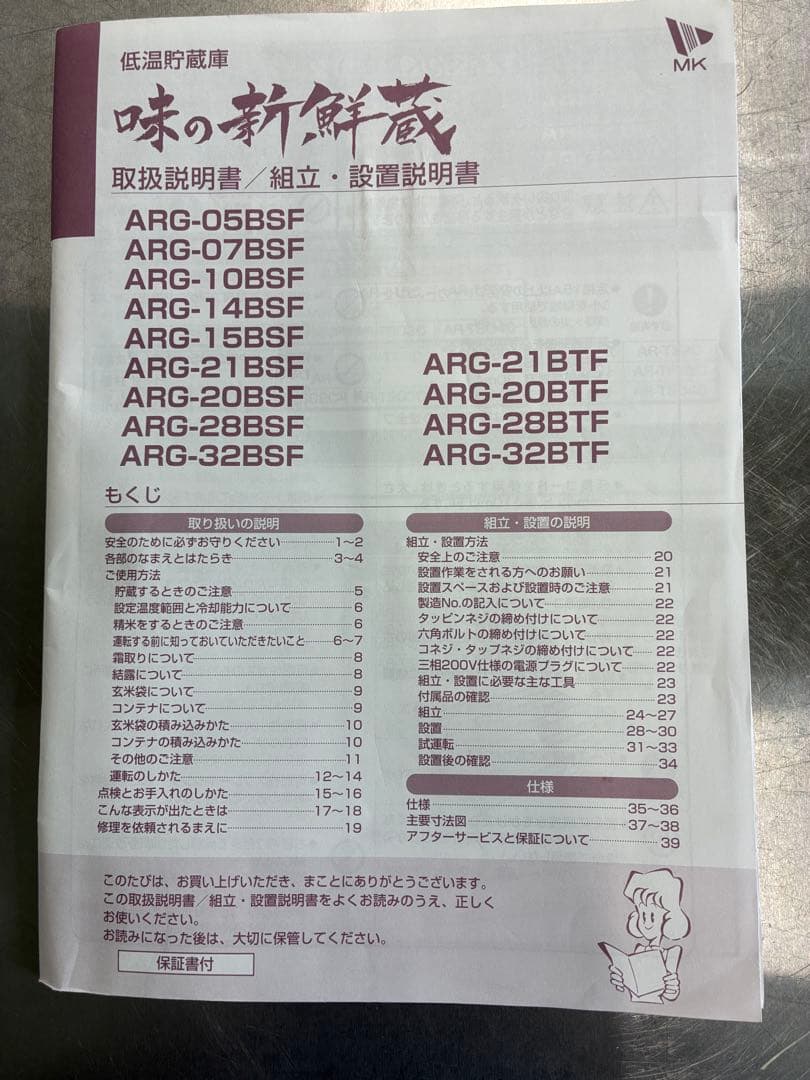 低温貯蔵庫
MK
味の新鮮蔵
取扱説明書/組立・設置説明書
ARG-05BSF
ARG-07BSF
ARG-10BSF
ARG-14BSF
ARG-15BSF
ARG-21BSF
ARG-20BSF
ARG-28BSF
ARG-32BSF
ARG-21BTF
ARG-20BTF
ARG-28BTF
ARG-32BTF
もくじ
取り扱いの説明
安全のために必ずお守りください 1~2
各部のなまえとはたらき 3~4
ご使用方法
貯蔵するときのご注意 5
設定温度範囲と冷却能力について 6
精米をするときのご注意 6
運転する前に知っておいていただきたいこと 6~7
霜取りについて 8
結露について 8
玄米袋について 9
コンテナについて 9
玄米袋の積み込みかた 10
コンテナの積み込みかた 10
その他のご注意 11
運転のしかた 12~14
点検とお手入れのしかた 15~16
こんな表示が出たときは 17~18
修理を依頼されるまえに 19
組立・設置の説明
組立・設置方法
安全上のご注意 20
設置作業をされる方へのお願い 21
設置スペースおよび設置時のご注意 21
製造No.の記入について 22
タッピンネジの締め付けについて 22
六角ボルトの締め付けについて 22
コネジ・タップネジの締め付けについて 22
三相200V仕様の電源プラグについて 22
組立・設置に必要な主な工具 23
付属品の確認 23
組立 24~27
設置 28~30
試運転 31~33
設置後の確認 34
仕様
仕様 35~36
主要寸法図 37~38
アフターサービスと保証について 39
このたびは、お買い上げいただき、まことにありがとうございます。
この取扱説明書/組立・設置説明書をよくお読みのうえ、正しく
お使いください。
お読みになった後は、大切に保管してください。
保証書付